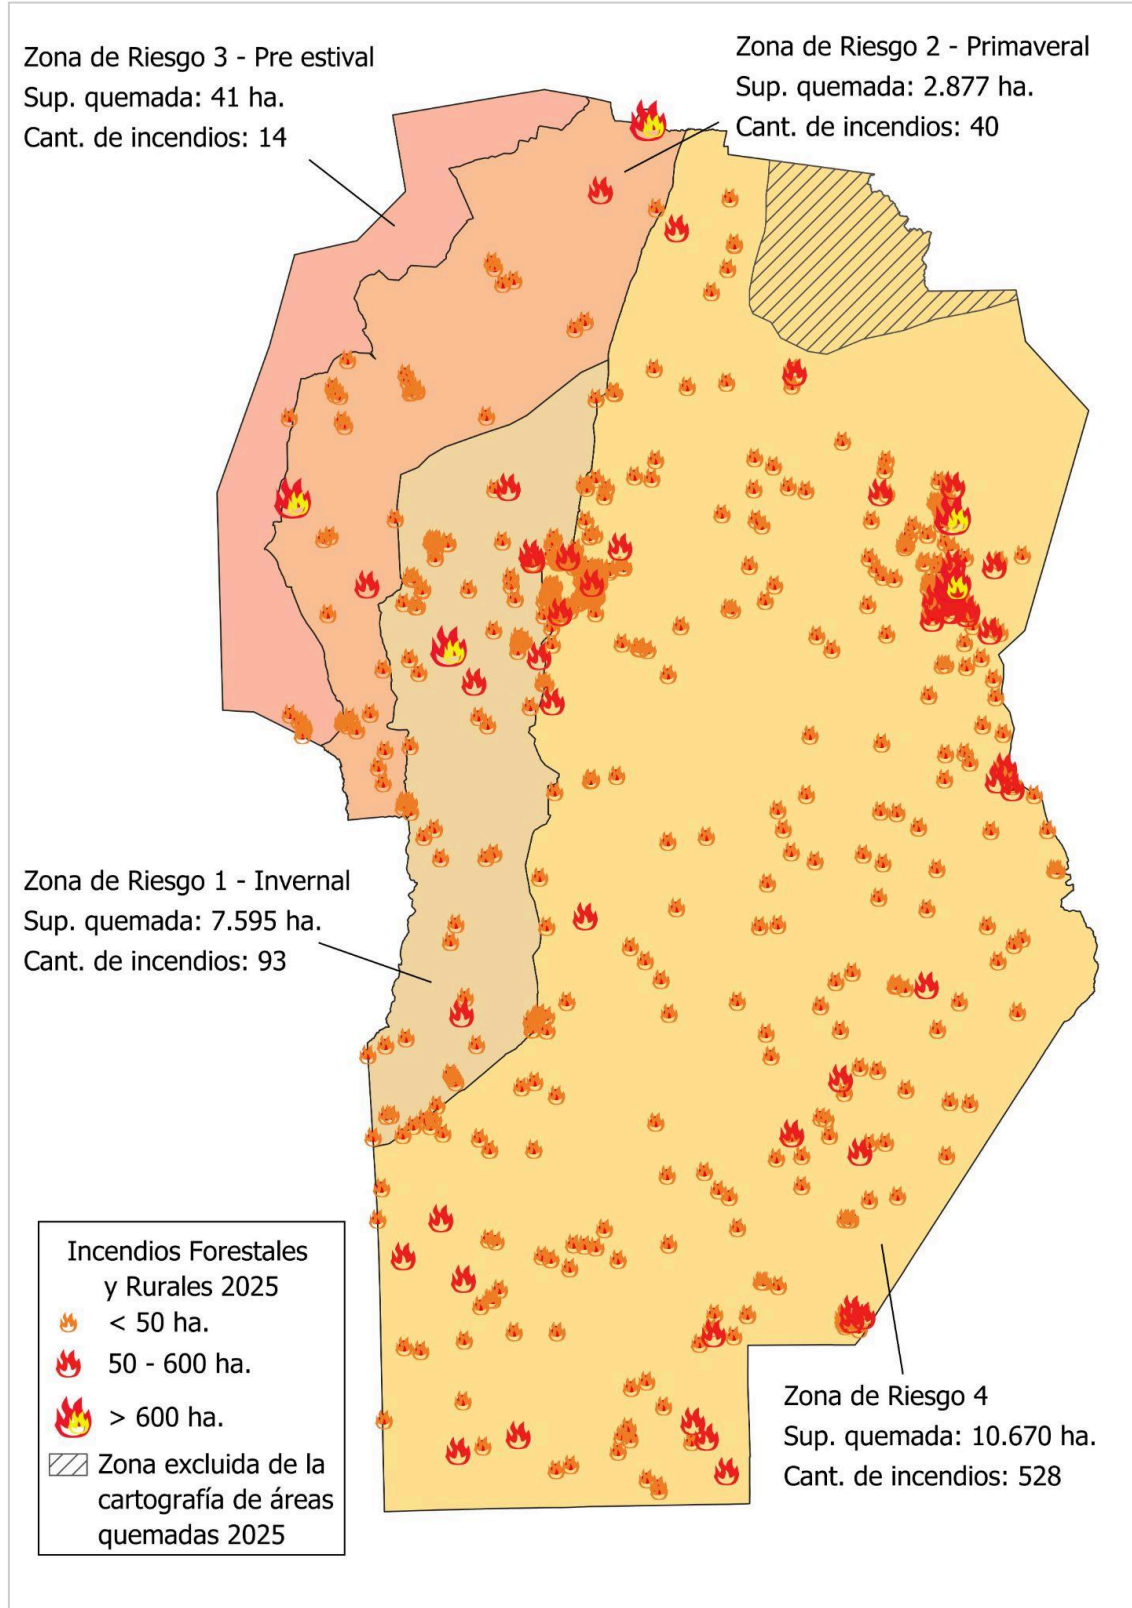 Zona de Riesgo 3 - Pre estival
Sup. quemada: 41 ha.
Cant. de incendios: 14
Zona de Riesgo 2 - Primaveral
Sup. quemada: 2.877 ha.
Cant. de incendios: 40
Zona de Riesgo 1 - Invernal
Sup. quemada: 7.595 ha.
Cant. de incendios: 93
Incendios Forestales
y Rurales 2025
< 50 ha.
50 - 600 ha.
> 600 ha.
Zona excluida de la
cartografía de áreas
quemadas 2025
Zona de Riesgo 4
Sup. quemada: 10.670 ha.
Cant. de incendios: 528